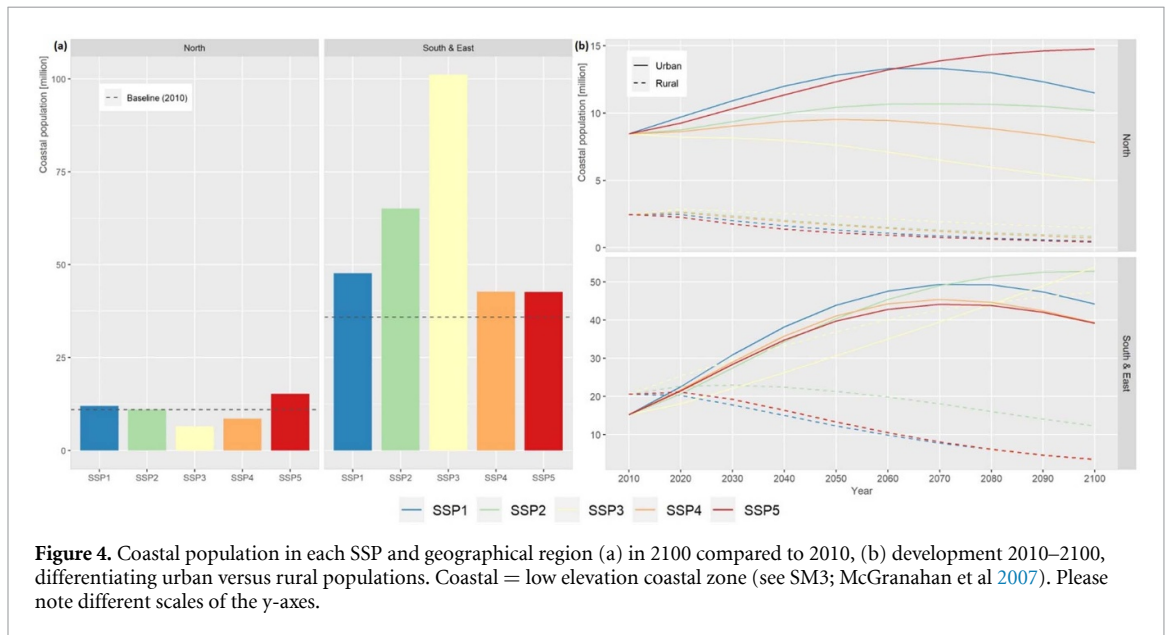 (a)
North
South & East
Coastal population [million]
100
75
50
25
0
Baseline (2010)
SSP1 SSP2 SSP3 SSP4 SSP5
SSP1 SSP2 SSP3 SSP4 SSP5
(b)
Coastal population [million]
15
10
5
0
Urban
Rural
North
50
40
30
20
10
South & East
2010 2020 2030 2040 2050 2060 2070 2080 2090 2100
Year
SSP1 SSP2 SSP3 SSP4 SSP5
Figure 4. Coastal population in each SSP and geographical region (a) in 2100 compared to 2010, (b) development 2010–2100,
differentiating urban versus rural populations. Coastal = low elevation coastal zone (see SM3; McGranahan et al 2007). Please
note different scales of the y-axes.